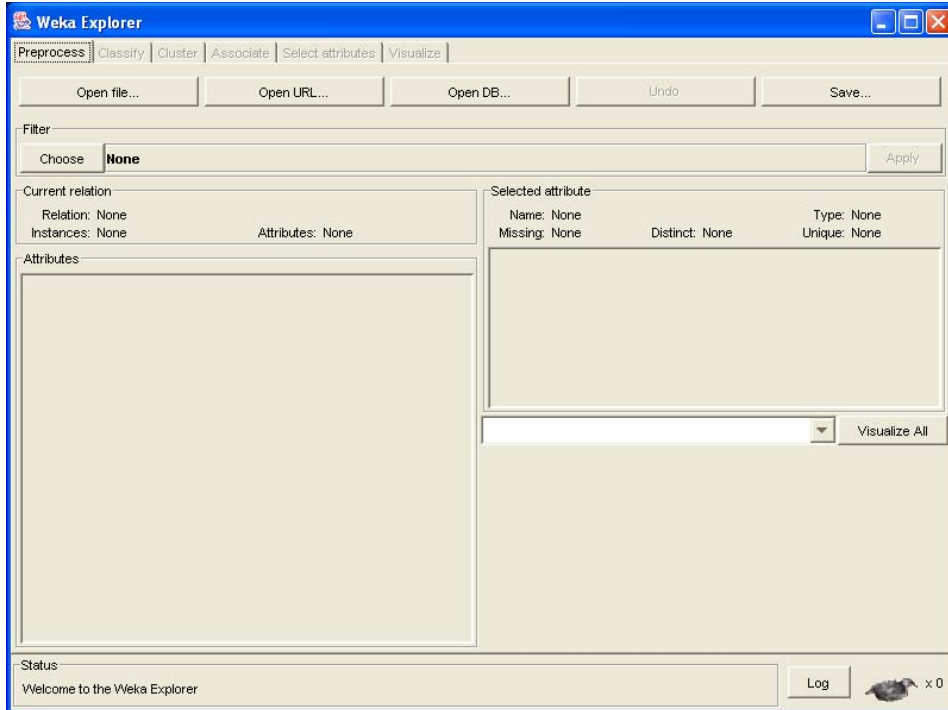 Weka Explorer
Preprocess Classify Cluster Associate Select attributes Visualize
Open file... Open URL... Open DB... Undo Save...
Filter
Choose None Apply
Current relation
Relation: None
Instances: None Attributes: None
Selected attribute
Name: None Type: None
Missing: None Distinct: None Unique: None
Attributes
Visualize All
Status
Welcome to the Weka Explorer
Log x 0